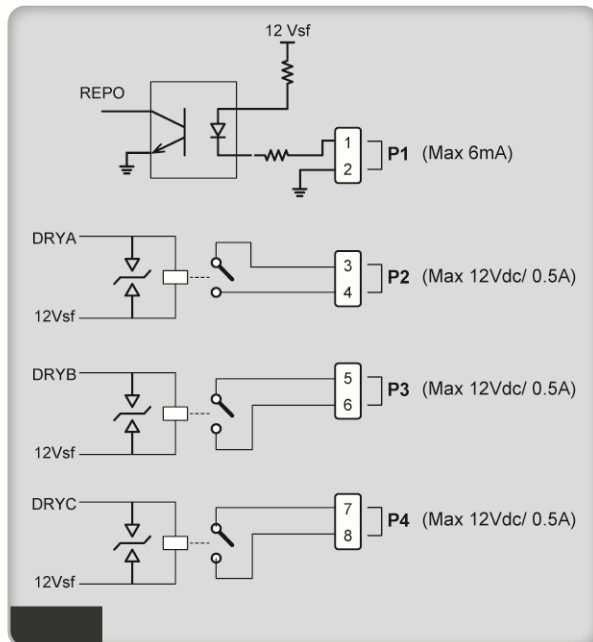 12 Vsf
REPO
1
2
P1 (Max 6mA)
DRYA
3
4
P2 (Max 12Vdc/ 0.5A)
12Vsf
DRYB
5
6
P3 (Max 12Vdc/ 0.5A)
12Vsf
DRYC
7
8
P4 (Max 12Vdc/ 0.5A)
12Vsf